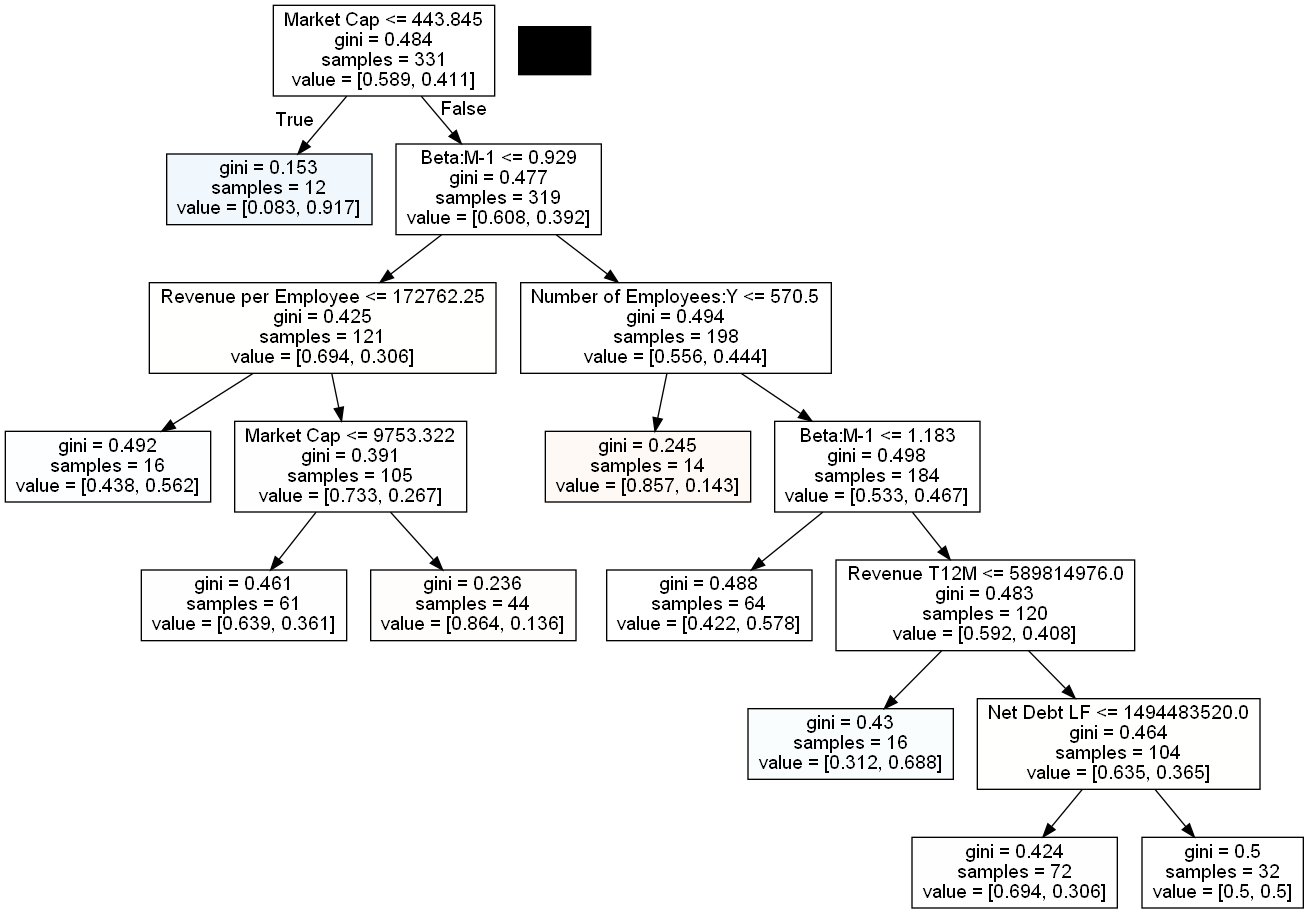 Market Cap <= 443.845
gini = 0.484
samples = 331
value = [0.589, 0.411]
True
False
gini = 0.153
samples = 12
value = [0.083, 0.917]
Beta:M-1 <= 0.929
gini = 0.477
samples = 319
value = [0.608, 0.392]
Revenue per Employee <= 172762.25
gini = 0.425
samples = 121
value = [0.694, 0.306]
Number of Employees:Y <= 570.5
gini = 0.494
samples = 198
value = [0.556, 0.444]
gini = 0.492
samples = 16
value = [0.438, 0.562]
Market Cap <= 9753.322
gini = 0.391
samples = 105
value = [0.733, 0.267]
gini = 0.245
samples = 14
value = [0.857, 0.143]
Beta:M-1 <= 1.183
gini = 0.498
samples = 184
value = [0.533, 0.467]
gini = 0.461
samples = 61
value = [0.639, 0.361]
gini = 0.236
samples = 44
value = [0.864, 0.136]
gini = 0.488
samples = 64
value = [0.422, 0.578]
Revenue T12M <= 589814976.0
gini = 0.483
samples = 120
value = [0.592, 0.408]
gini = 0.43
samples = 16
value = [0.312, 0.688]
Net Debt LF <= 1494483520.0
gini = 0.464
samples = 104
value = [0.635, 0.365]
gini = 0.424
samples = 72
value = [0.694, 0.306]
gini = 0.5
samples = 32
value = [0.5, 0.5]